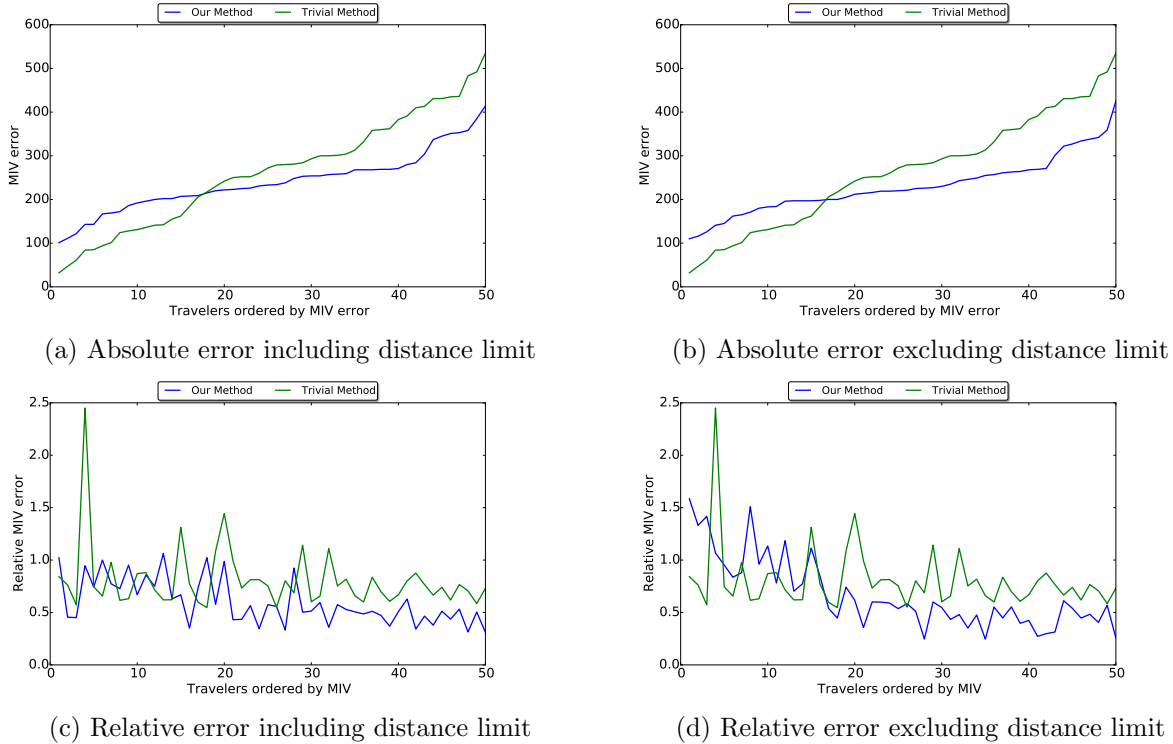 Our Method Trivial Method
600
500
400
300
200
100
0
MIV error
0 10 20 30 40 50
Travelers ordered by MIV error
(a) Absolute error including distance limit
Our Method Trivial Method
600
500
400
300
200
100
0
MIV error
0 10 20 30 40 50
Travelers ordered by MIV error
(b) Absolute error excluding distance limit
Our Method Trivial Method
2.5
2.0
1.5
1.0
0.5
0.0
Relative MIV error
0 10 20 30 40 50
Travelers ordered by MIV
(c) Relative error including distance limit
Our Method Trivial Method
2.5
2.0
1.5
1.0
0.5
0.0
Relative MIV error
0 10 20 30 40 50
Travelers ordered by MIV
(d) Relative error excluding distance limit